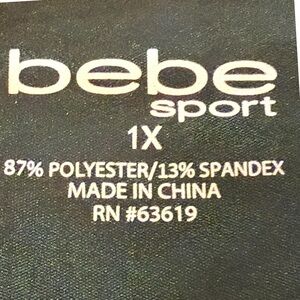 bebe
sport
1X
87% POLYESTER/13% SPANDEX
MADE IN CHINA
RN #63619